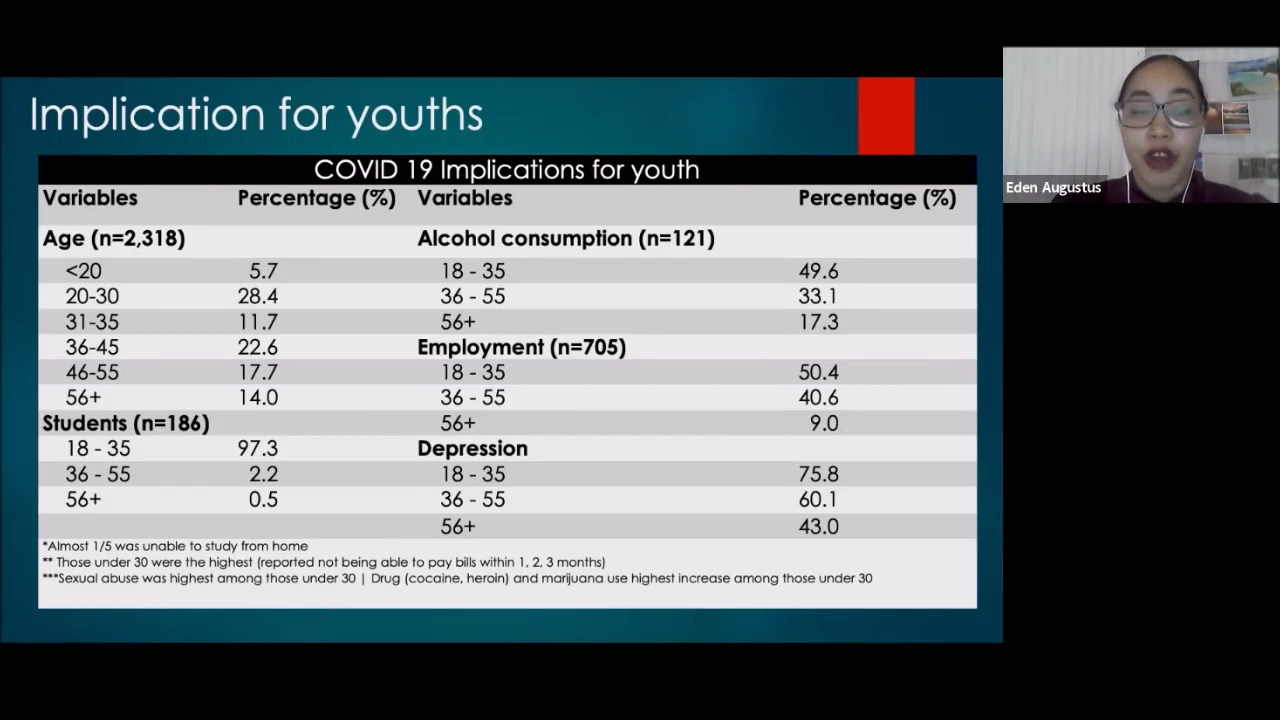 Implication for youths
COVID 19 Implications for youth
Variables Percentage (%) Variables Percentage (%)
Age (n=2,318) Alcohol consumption (n=121)
<20 5.7 18 - 35 49.6
20-30 28.4 36 - 55 33.1
31-35 11.7 56+ 17.3
36-45 22.6 Employment (n=705)
46-55 17.7 18 - 35 50.4
56+ 14.0 36 - 55 40.6
Students (n=186) 56+ 9.0
18 - 35 97.3 Depression
36 - 55 2.2 18 - 35 75.8
56+ 0.5 36 - 55 60.1
56+ 43.0
*Almost 1/5 was unable to study from home
** Those under 30 were the highest (reported not being able to pay bills within 1, 2, 3 months)
***Sexual abuse was highest among those under 30 | Drug (cocaine, heroin) and marijuana use highest increase among those under 30
Eden Augustus